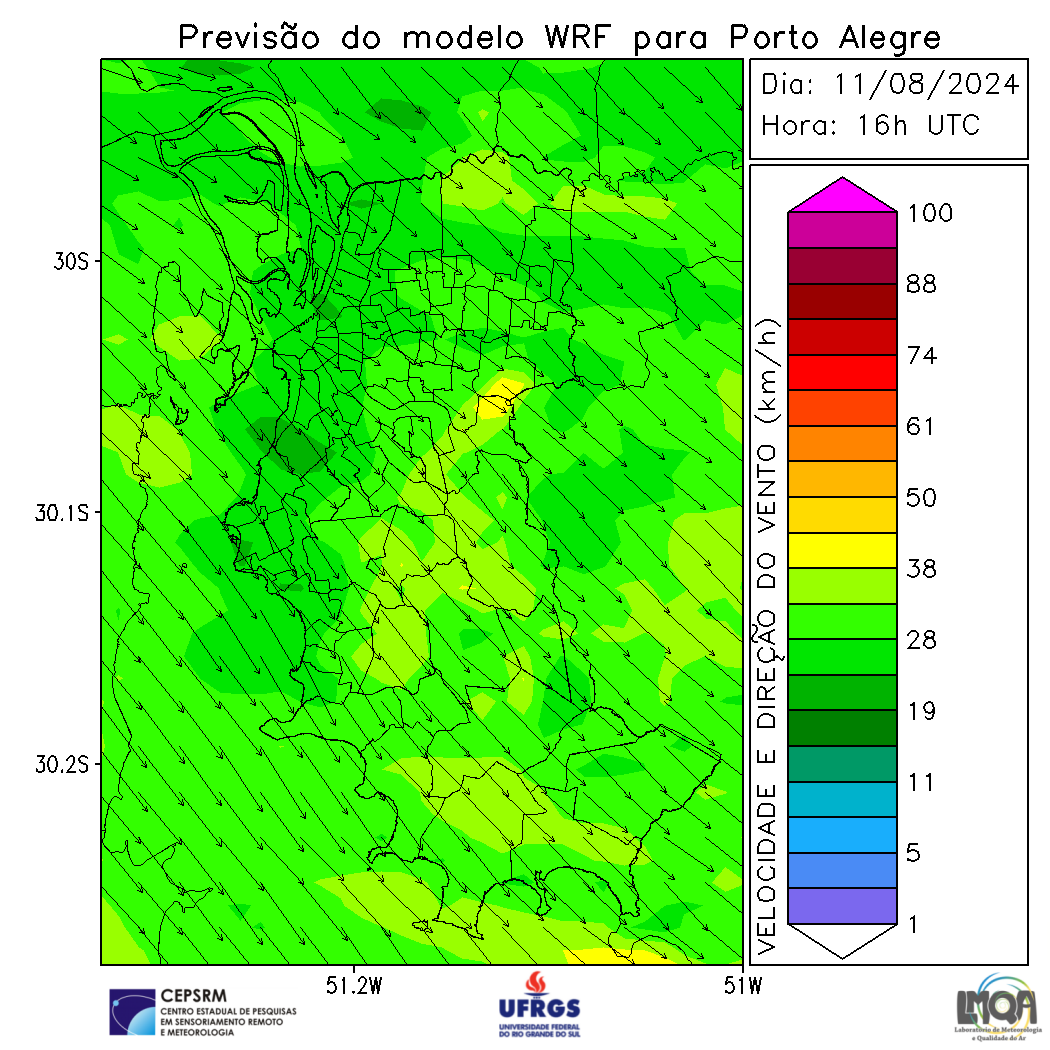 Previsão do modelo WRF para Porto Alegre
Dia: 11/08/2024
Hora: 16h UTC
30S
30.1S
30.2S
51.2W
51W
VELOCIDADE E DIREÇÃO DO VENTO (km/h)
100
88
74
61
50
38
28
19
11
5
1
CEPSRM
CENTRO ESTADUAL DE PESQUISAS
EM SENSORIAMENTO REMOTO
E METEOROLOGIA
UFRGS
UNIVERSIDADE FEDERAL
DO RIO GRANDE DO SUL
LMQA
Laboratório de Meteorologia
e Qualidade do Ar